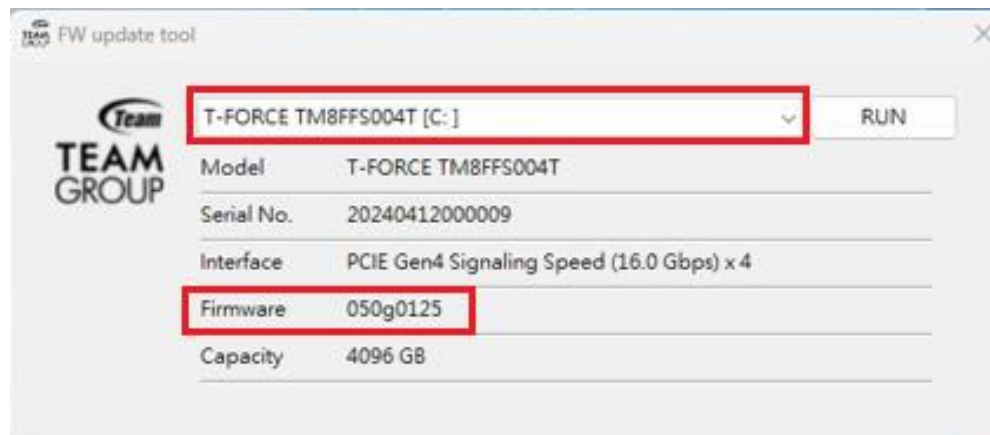 FW update tool
Team
TEAM
GROUP
T-FORCE TM8FFS004T [C: ]
RUN
Model T-FORCE TM8FFS004T
Serial No. 20240412000009
Interface PCIE Gen4 Signaling Speed (16.0 Gbps) x 4
Firmware 050g0125
Capacity 4096 GB